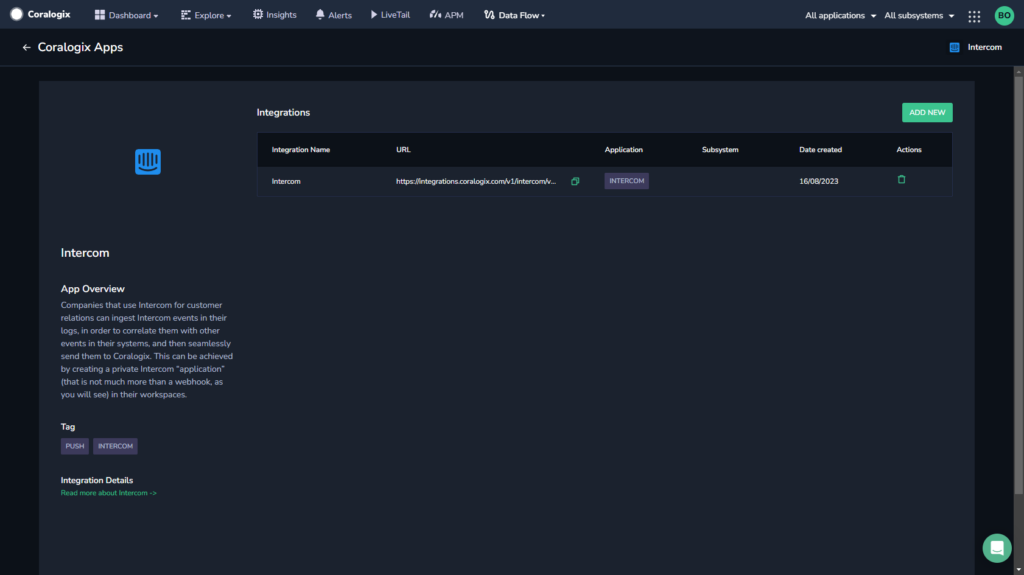 Coralogix Dashboard Explore Insights Alerts LiveTail APM Data Flow All applications All subsystems BO
Coralogix Apps Intercom
Integrations ADD NEW
Integration Name URL Application Subsystem Date created Actions
Intercom https://integrations.coralogix.com/v1/intercom/v... INTERCOM 16/08/2023
Intercom
App Overview
Companies that use Intercom for customer
relations can ingest Intercom events in their
logs, in order to correlate them with other
events in their systems, and then seamlessly
send them to Coralogix. This can be achieved
by creating a private Intercom “application”
(that is not much more than a webhook, as
you will see) in their workspaces.
Tag
PUSH INTERCOM
Integration Details
Read more about Intercom ->